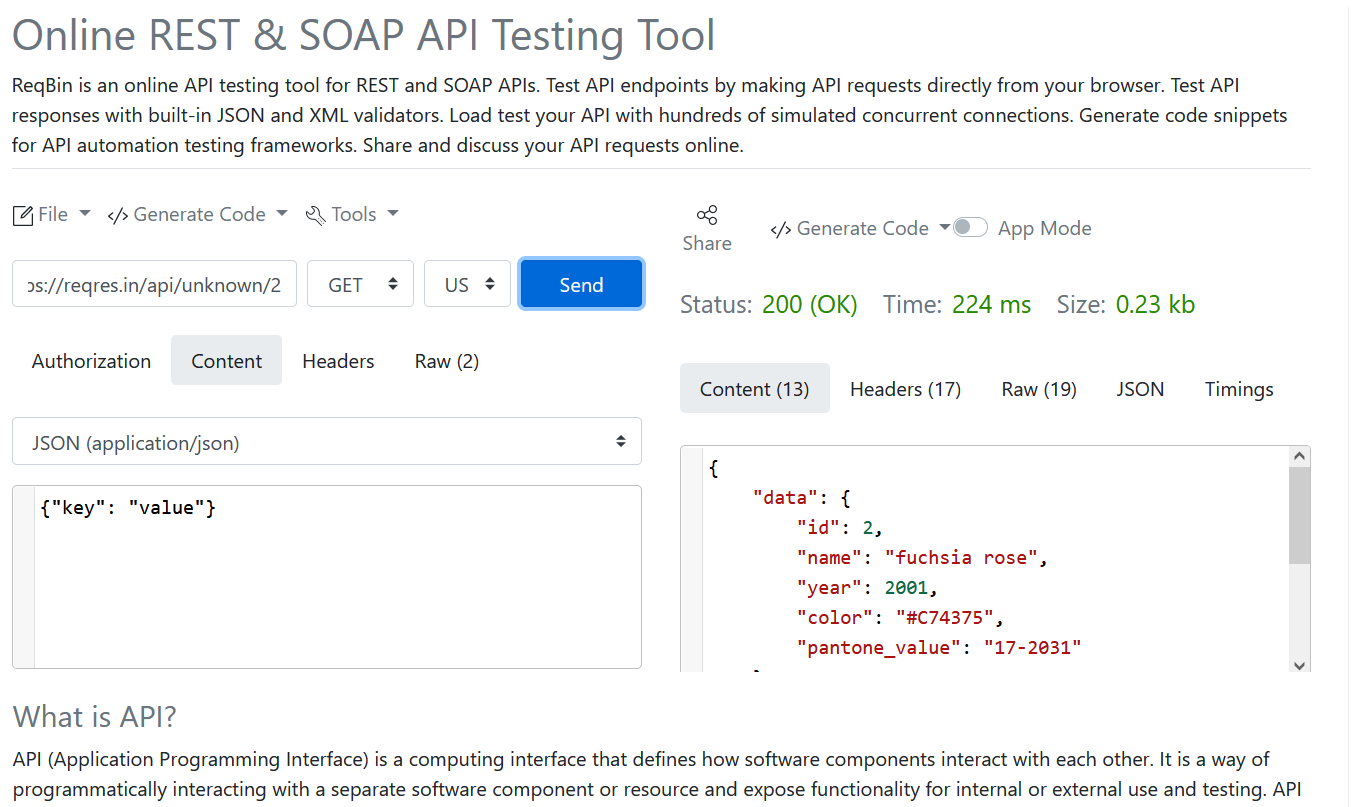 Online REST & SOAP API Testing Tool
ReqBin is an online API testing tool for REST and SOAP APIs. Test API endpoints by making API requests directly from your browser. Test API
responses with built-in JSON and XML validators. Load test your API with hundreds of simulated concurrent connections. Generate code snippets
for API automation testing frameworks. Share and discuss your API requests online.
File </> Generate Code Tools
Share </> Generate Code App Mode
os://reqres.in/api/unknown/2 GET US Send
Status: 200 (OK) Time: 224 ms Size: 0.23 kb
Authorization Content Headers Raw (2)
Content (13) Headers (17) Raw (19) JSON Timings
JSON (application/json)
{"key": "value"}
{
"data": {
"id": 2,
"name": "fuchsia rose",
"year": 2001,
"color": "#C74375",
"pantone_value": "17-2031"
What is API?
API (Application Programming Interface) is a computing interface that defines how software components interact with each other. It is a way of
programmatically interacting with a separate software component or resource and expose functionality for internal or external use and testing. API